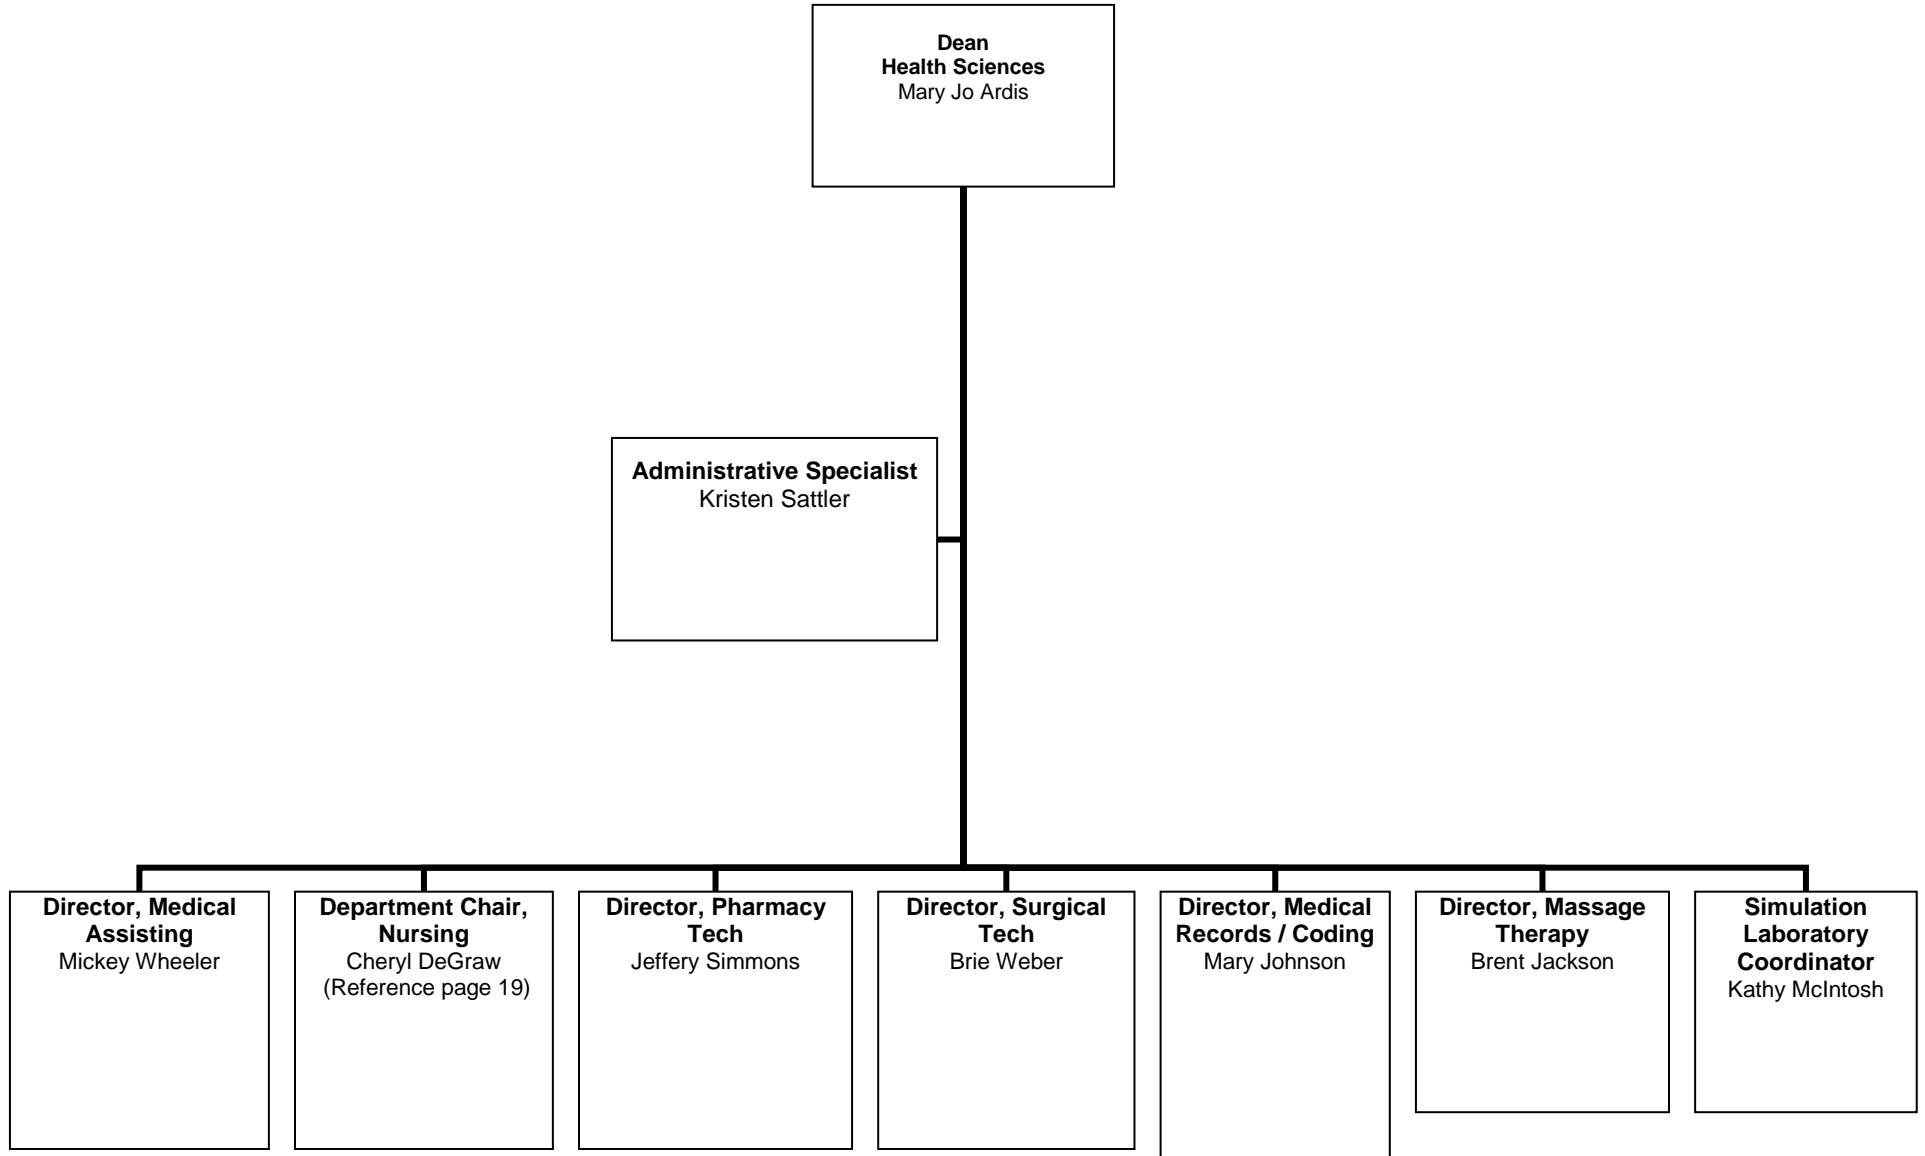 Dean
Health Sciences
Mary Jo Ardis
Administrative Specialist
Kristen Sattler
Director, Medical
Assisting
Mickey Wheeler
Department Chair,
Nursing
Cheryl DeGraw
(Reference page 19)
Director, Pharmacy
Tech
Jeffery Simmons
Director, Surgical
Tech
Brie Weber
Director, Medical
Records / Coding
Mary Johnson
Director, Massage
Therapy
Brent Jackson
Simulation
Laboratory
Coordinator
Kathy McIntosh